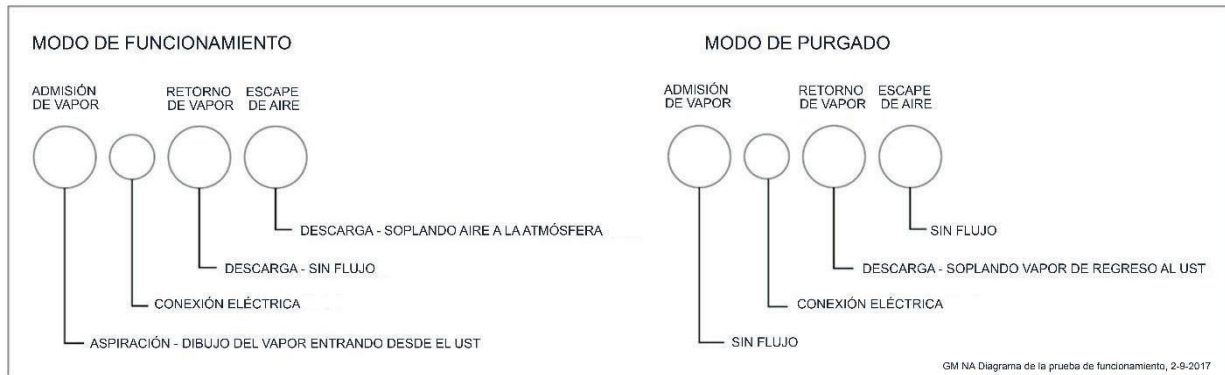 MODO DE FUNCIONAMIENTO
ADMISIÓN
DE VAPOR
RETORNO
DE VAPOR
ESCAPE
DE AIRE
DESCARGA - SOPLANDO AIRE A LA ATMÓSFERA
DESCARGA - SIN FLUJO
CONEXIÓN ELÉCTRICA
ASPIRACIÓN - DIBUJO DEL VAPOR ENTRANDO DESDE EL UST
MODO DE PURGADO
ADMISIÓN
DE VAPOR
RETORNO
DE VAPOR
ESCAPE
DE AIRE
SIN FLUJO
DESCARGA - SOPLANDO VAPOR DE REGRESO AL UST
CONEXIÓN ELÉCTRICA
SIN FLUJO
GM NA Diagrama de la prueba de funcionamiento, 2-9-2017